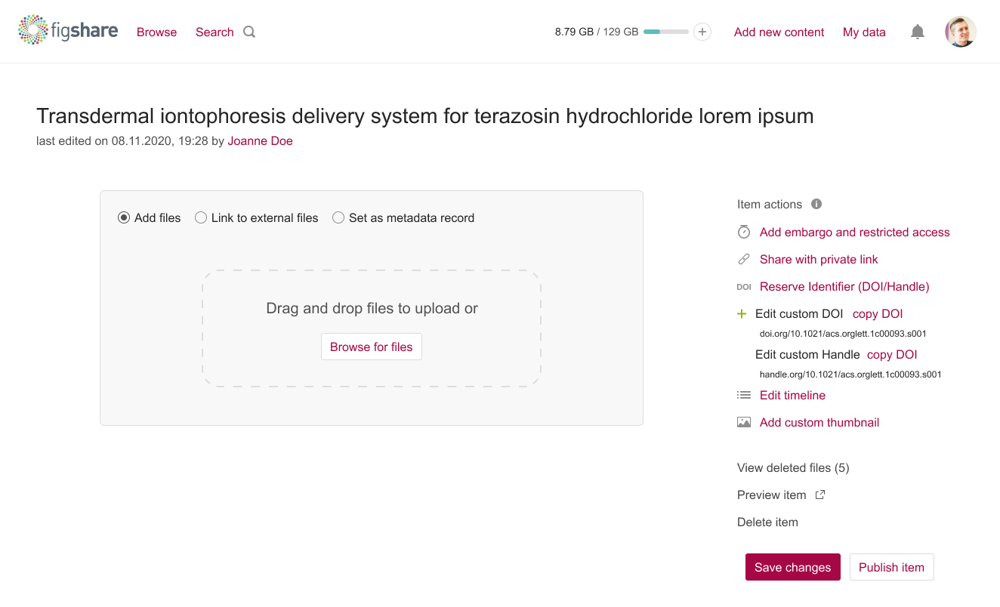 figshare Browse Search 8.79 GB / 129 GB Add new content My data
Transdermal iontophoresis delivery system for terazosin hydrochloride lorem ipsum
last edited on 08.11.2020, 19:28 by Joanne Doe
Add files Link to external files Set as metadata record
Drag and drop files to upload or
Browse for files
Item actions
Add embargo and restricted access
Share with private link
DOI Reserve Identifier (DOI/Handle)
Edit custom DOI copy DOI
doi.org/10.1021/acs.orglett.1c00093.s001
Edit custom Handle copy DOI
handle.org/10.1021/acs.orglett.1c00093.s001
Edit timeline
Add custom thumbnail
View deleted files (5)
Preview item
Delete item
Save changes Publish item